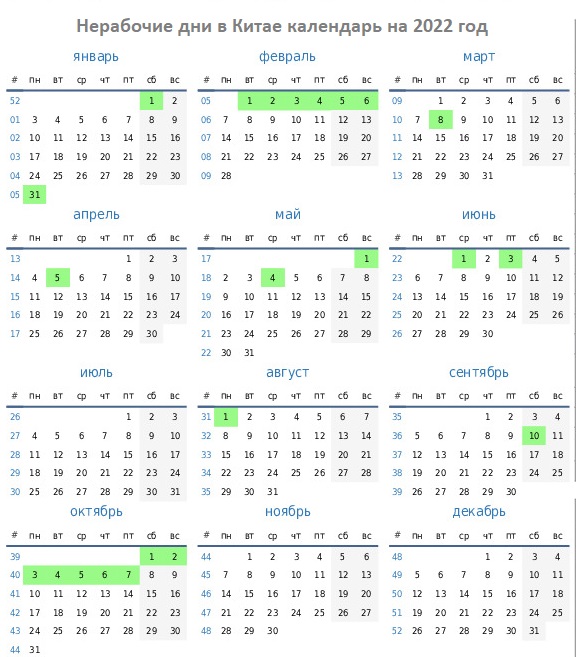 Нерабочие дни в Китае календарь на 2022 год
январь
# пн вт ср чт пт сб вс
52 1 2
01 3 4 5 6 7 8 9
02 10 11 12 13 14 15 16
03 17 18 19 20 21 22 23
04 24 25 26 27 28 29 30
05 31
февраль
# пн вт ср чт пт сб вс
05 1 2 3 4 5 6
06 7 8 9 10 11 12 13
07 14 15 16 17 18 19 20
08 21 22 23 24 25 26 27
09 28
март
# пн вт ср чт пт сб вс
09 1 2 3 4 5 6
10 7 8 9 10 11 12 13
11 14 15 16 17 18 19 20
12 21 22 23 24 25 26 27
13 28 29 30 31
апрель
# пн вт ср чт пт сб вс
13 1 2 3
14 4 5 6 7 8 9 10
15 11 12 13 14 15 16 17
16 18 19 20 21 22 23 24
17 25 26 27 28 29 30
май
# пн вт ср чт пт сб вс
17 1
18 2 3 4 5 6 7 8
19 9 10 11 12 13 14 15
20 16 17 18 19 20 21 22
21 23 24 25 26 27 28 29
22 30 31
июнь
# пн вт ср чт пт сб вс
22 1 2 3 4 5
23 6 7 8 9 10 11 12
24 13 14 15 16 17 18 19
25 20 21 22 23 24 25 26
26 27 28 29 30
июль
# пн вт ср чт пт сб вс
26 1 2 3
27 4 5 6 7 8 9 10
28 11 12 13 14 15 16 17
29 18 19 20 21 22 23 24
30 25 26 27 28 29 30 31
август
# пн вт ср чт пт сб вс
31 1 2 3 4 5 6 7
32 8 9 10 11 12 13 14
33 15 16 17 18 19 20 21
34 22 23 24 25 26 27 28
35 29 30 31
сентябрь
# пн вт ср чт пт сб вс
35 1 2 3 4
36 5 6 7 8 9 10 11
37 12 13 14 15 16 17 18
38 19 20 21 22 23 24 25
39 26 27 28 29 30
октябрь
# пн вт ср чт пт сб вс
39 1 2
40 3 4 5 6 7 8 9
41 10 11 12 13 14 15 16
42 17 18 19 20 21 22 23
43 24 25 26 27 28 29 30
44 31
ноябрь
# пн вт ср чт пт сб вс
44 1 2 3 4 5 6
45 7 8 9 10 11 12 13
46 14 15 16 17 18 19 20
47 21 22 23 24 25 26 27
48 28 29 30
декабрь
# пн вт ср чт пт сб вс
48 1 2 3 4
49 5 6 7 8 9 10 11
50 12 13 14 15 16 17 18
51 19 20 21 22 23 24 25
52 26 27 28 29 30 31